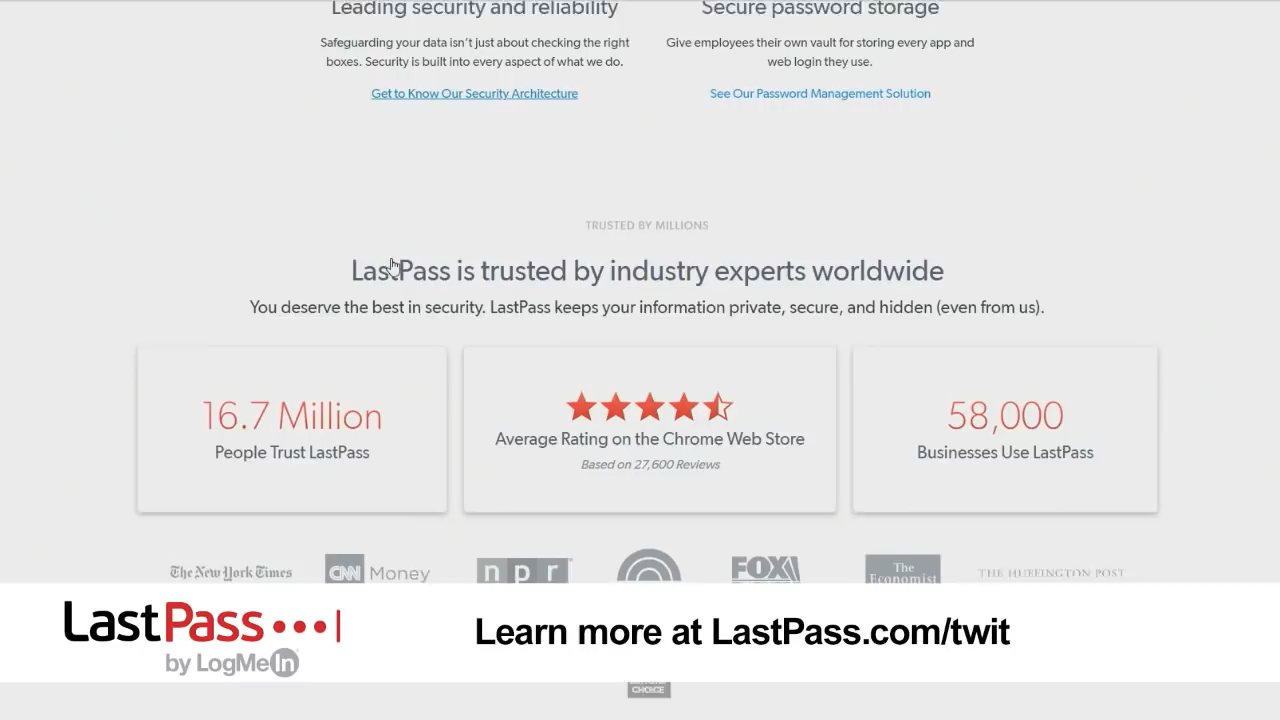 Leading security and reliability
Secure password storage
Safeguarding your data isn't just about checking the right
boxes. Security is built into every aspect of what we do.
Give employees their own vault for storing every app and
web login they use.
Get to Know Our Security Architecture
See Our Password Management Solution
TRUSTED BY MILLIONS
LastPass is trusted by industry experts worldwide
You deserve the best in security. LastPass keeps your information private, secure, and hidden (even from us).
16.7 Million
People Trust LastPass
Average Rating on the Chrome Web Store
Based on 27,600 Reviews
58,000
Businesses Use LastPass
The New York Times
CNN Money
npr
FOX
The
Economist
THE HUFFINGTON POST
LastPass
by LogMeIn
Learn more at LastPass.com/twit
CHOICE